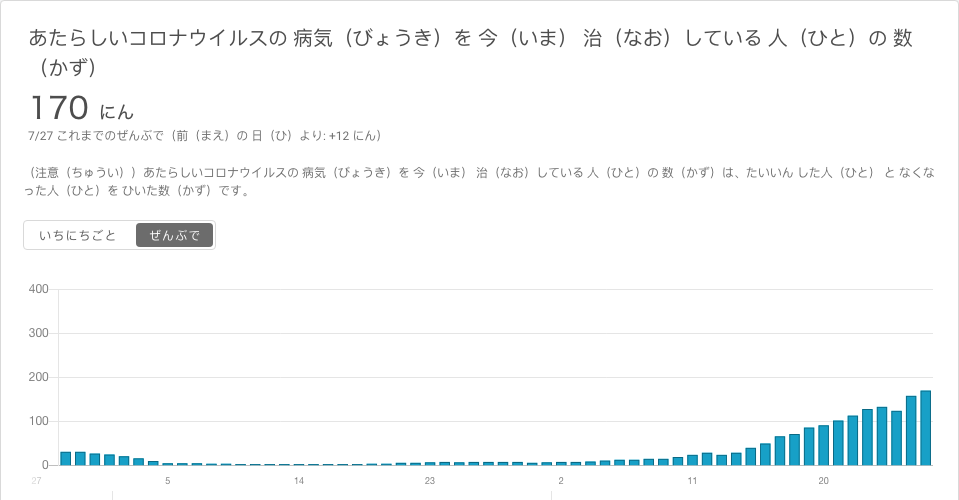 あたらしいコロナウイルスの 病気（びょうき）を 今（いま） 治（なお）している 人（ひと）の 数
（かず）
170 にん
7/27 これまでのぜんぶで（前（まえ）の 日（ひ）より: +12 にん）
（注意（ちゅうい））あたらしいコロナウイルスの 病気（びょうき）を 今（いま） 治（なお）している 人（ひと）の 数（かず）は、たいいん した人（ひと） と なくな
った人（ひと）を ひいた数（かず）です。
いちにちごと ぜんぶで
400
300
200
100
0
27 5 14 23 2 11 20